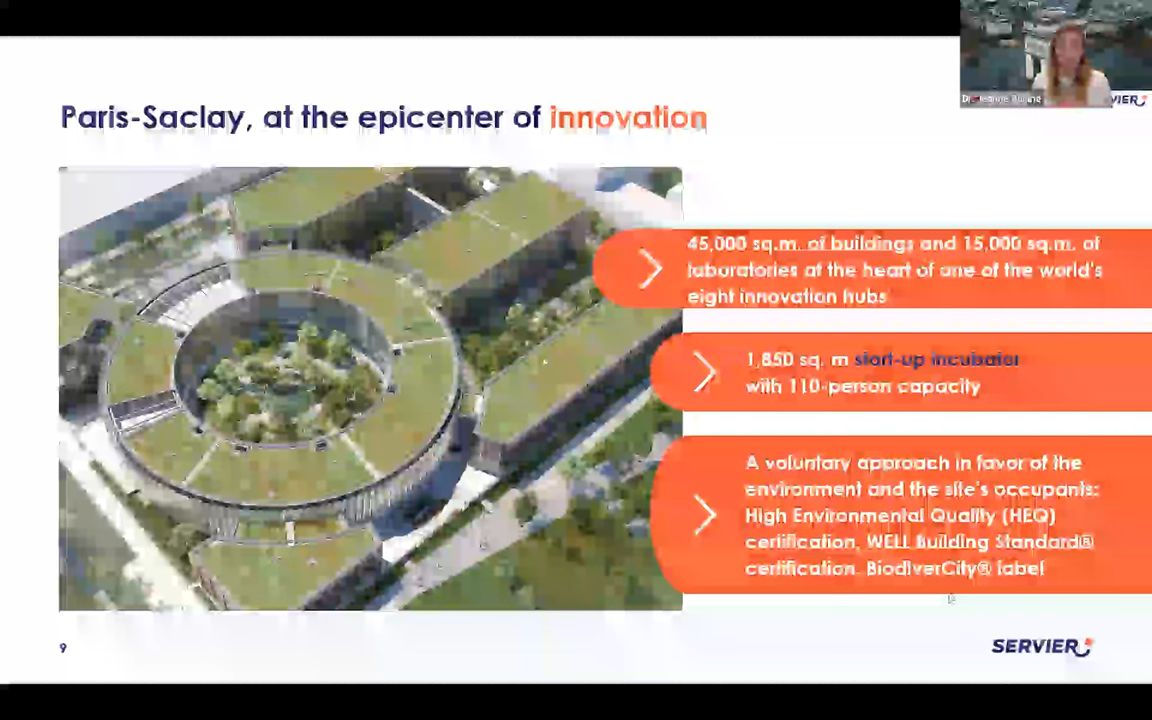 Paris-Saclay, at the epicenter of innovation
45,000 sq.m. of buildings and 15,000 sq.m. of
laboratories at the heart of one of the world's
eight innovation hubs
1,850 sq. m start-up incubator
with 110-person capacity
A voluntary approach in favor of the
environment and the site's occupants:
High Environmental Quality (HEQ)
certification, WELL Building Standard®
certification. BiodiverCity® label
9
SERVIER